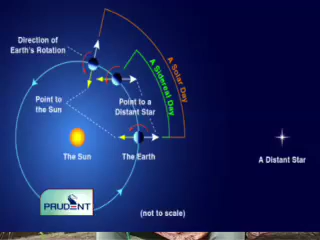 Direction of
Earth's Rotation
A Solar Day
A Sidereal Day
Point to
the Sun
Point to a
Distant Star
The Sun
The Earth
A Distant Star
PRUDENT
(not to scale)